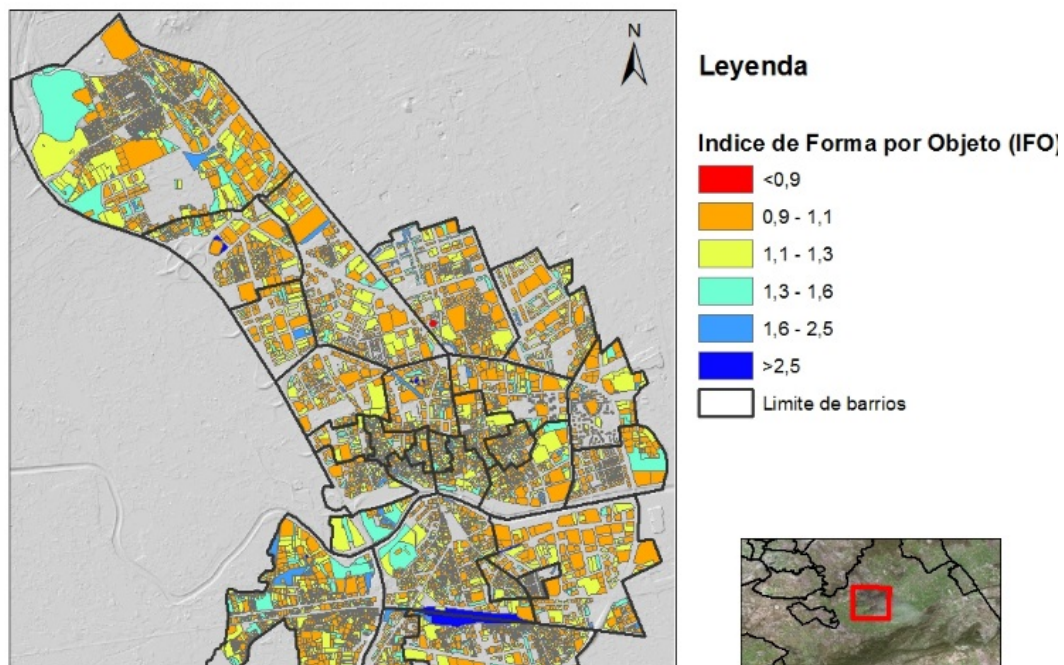 N
Leyenda
Indice de Forma por Objeto (IFO)
<0,9
0,9 - 1,1
1,1 - 1,3
1,3 - 1,6
1,6 - 2,5
>2,5
Limite de barrios